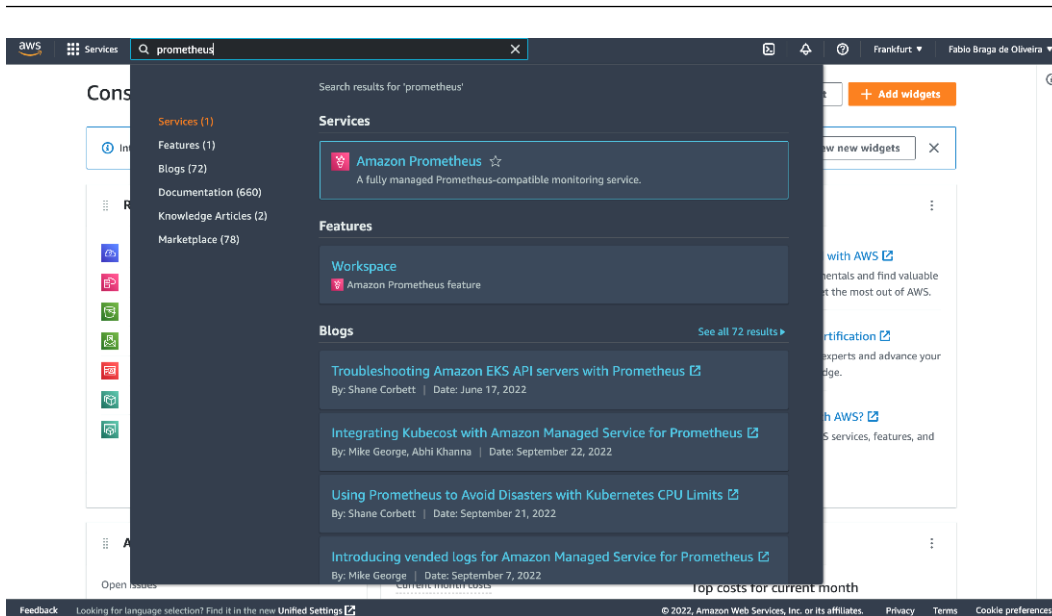 aws Services prometheus Frankfurt ▼ Fabio Braga de Oliveira ▼
Cons
+ Add widgets
Search results for 'prometheus'
Services (1)
Features (1)
Blogs (72)
Documentation (660)
Knowledge Articles (2)
Marketplace (78)
Services
Amazon Prometheus
A fully managed Prometheus-compatible monitoring service.
Features
Workspace
Amazon Prometheus feature
Blogs
See all 72 results
Troubleshooting Amazon EKS API servers with Prometheus
By: Shane Corbett | Date: June 17, 2022
Integrating Kubecost with Amazon Managed Service for Prometheus
By: Mike George, Abhi Khanna | Date: September 22, 2022
Using Prometheus to Avoid Disasters with Kubernetes CPU Limits
By: Shane Corbett | Date: September 21, 2022
Introducing vended logs for Amazon Managed Service for Prometheus
By: Mike George | Date: September 7, 2022
new widgets
with AWS
and find valuable
the most out of AWS.
experts and advance your
AWS?
services, features, and
Open issues
Current month costs
Top costs for current month
Feedback Looking for language selection? Find it in the new Unified Settings © 2022, Amazon Web Services, Inc. or its affiliates. Privacy Terms Cookie preferences